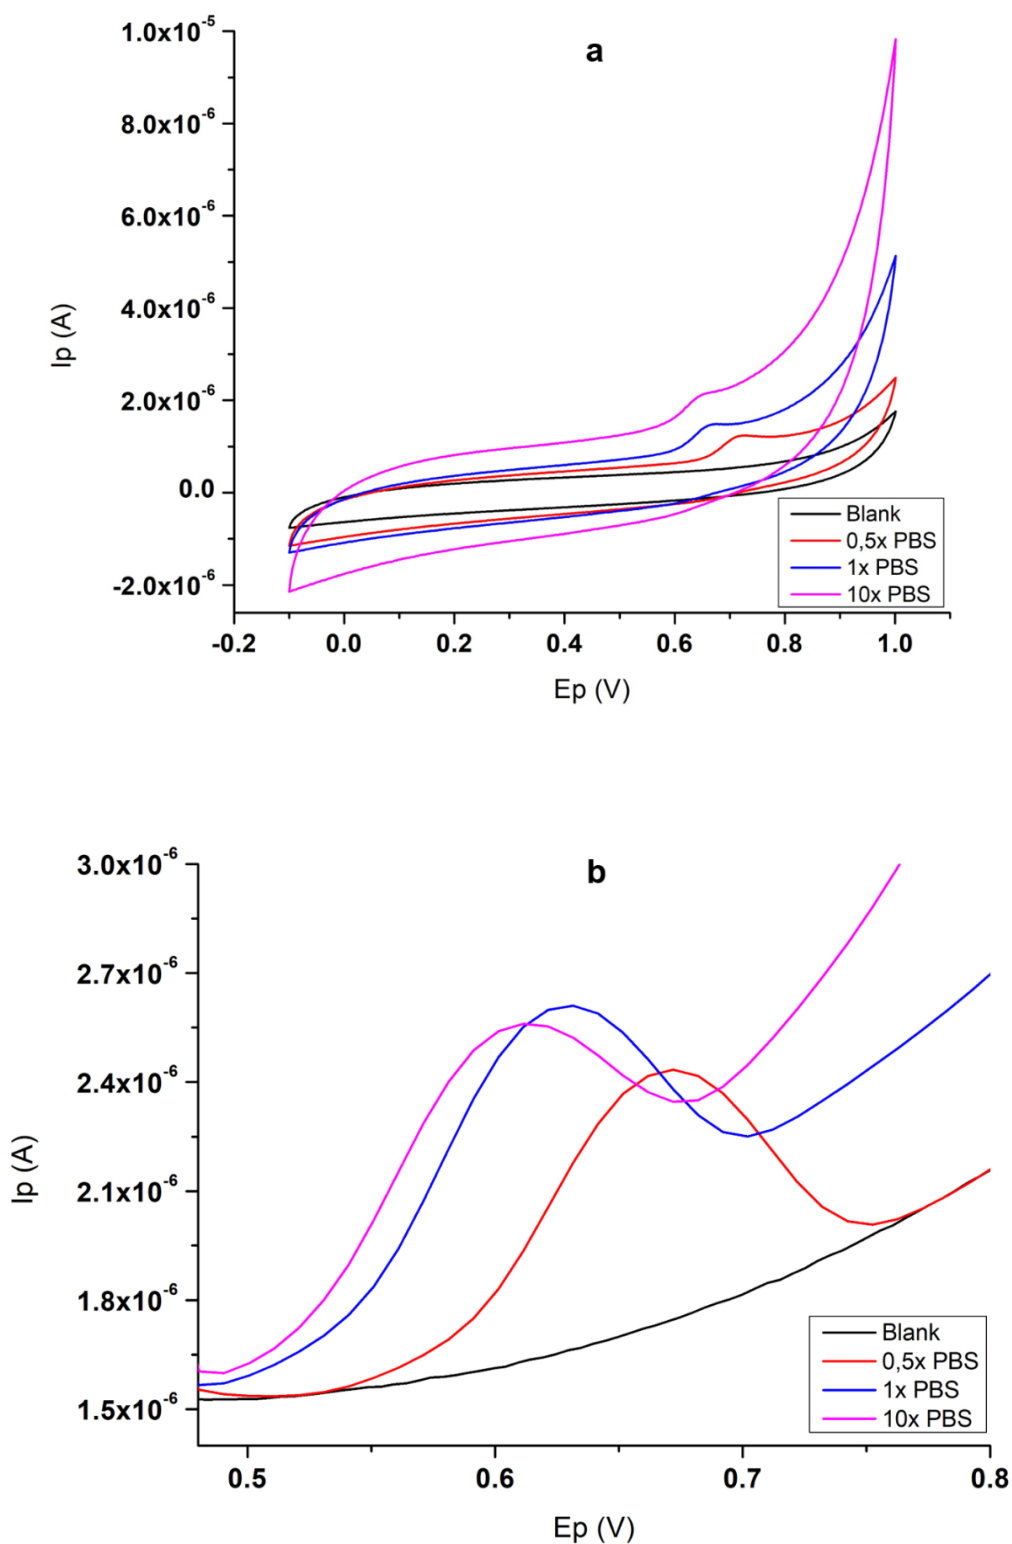 a
1.0x10⁻⁵
8.0x10⁻⁶
6.0x10⁻⁶
4.0x10⁻⁶
2.0x10⁻⁶
0.0
-2.0x10⁻⁶
Ip (A)
Blank
0,5x PBS
1x PBS
10x PBS
-0.2 0.0 0.2 0.4 0.6 0.8 1.0
Ep (V)
b
3.0x10⁻⁶
2.7x10⁻⁶
2.4x10⁻⁶
2.1x10⁻⁶
1.8x10⁻⁶
1.5x10⁻⁶
Ip (A)
Blank
0,5x PBS
1x PBS
10x PBS
0.5 0.6 0.7 0.8
Ep (V)